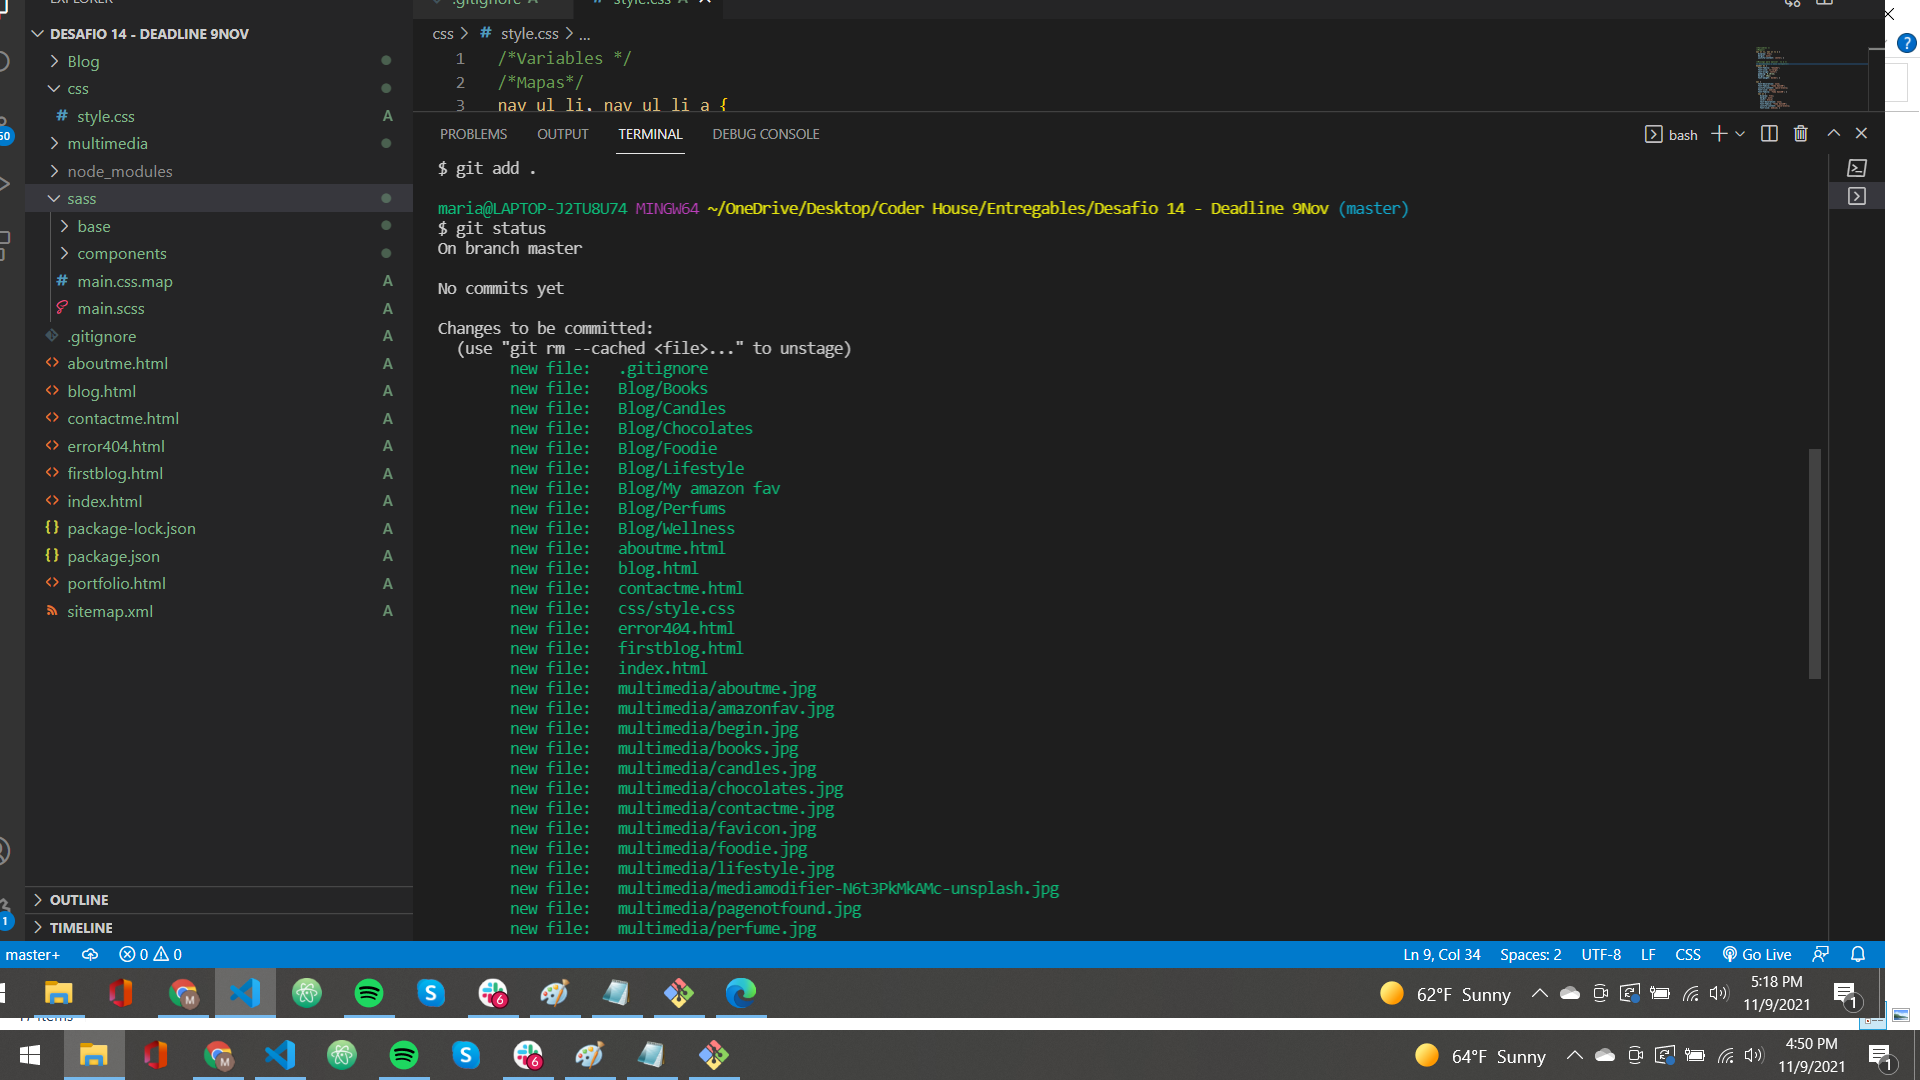 EXPLORER
.gitignore A
style.css A
DESAFIO 14 - DEADLINE 9NOV
Blog
css
style.css A
multimedia
node_modules
sass
base
components
main.css.map A
main.scss A
.gitignore A
aboutme.html A
blog.html A
contactme.html A
error404.html A
firstblog.html A
index.html A
package-lock.json A
package.json A
portfolio.html A
sitemap.xml A
OUTLINE
TIMELINE
css > style.css > ...
1 /*Variables */
2 /*Mapas*/
3 nav ul li, nav ul li a {
PROBLEMS OUTPUT TERMINAL DEBUG CONSOLE
bash
$ git add .
maria@LAPTOP-J2TU8U74 MINGW64 ~/OneDrive/Desktop/Coder House/Entregables/Desafio 14 - Deadline 9Nov (master)
$ git status
On branch master
No commits yet
Changes to be committed:
(use "git rm --cached <file>..." to unstage)
new file: .gitignore
new file: Blog/Books
new file: Blog/Candles
new file: Blog/Chocolates
new file: Blog/Foodie
new file: Blog/Lifestyle
new file: Blog/My amazon fav
new file: Blog/Perfums
new file: Blog/Wellness
new file: aboutme.html
new file: blog.html
new file: contactme.html
new file: css/style.css
new file: error404.html
new file: firstblog.html
new file: index.html
new file: multimedia/aboutme.jpg
new file: multimedia/amazonfav.jpg
new file: multimedia/begin.jpg
new file: multimedia/books.jpg
new file: multimedia/candles.jpg
new file: multimedia/chocolates.jpg
new file: multimedia/contactme.jpg
new file: multimedia/favicon.jpg
new file: multimedia/foodie.jpg
new file: multimedia/lifestyle.jpg
new file: multimedia/mediamodifier-N6t3PkMkAMc-unsplash.jpg
new file: multimedia/pagenotfound.jpg
new file: multimedia/perfume.jpg
master+ 0 0
Ln 9, Col 34 Spaces: 2 UTF-8 LF CSS Go Live
62°F Sunny
5:18 PM
11/9/2021
1
items
64°F Sunny
4:50 PM
11/9/2021
1